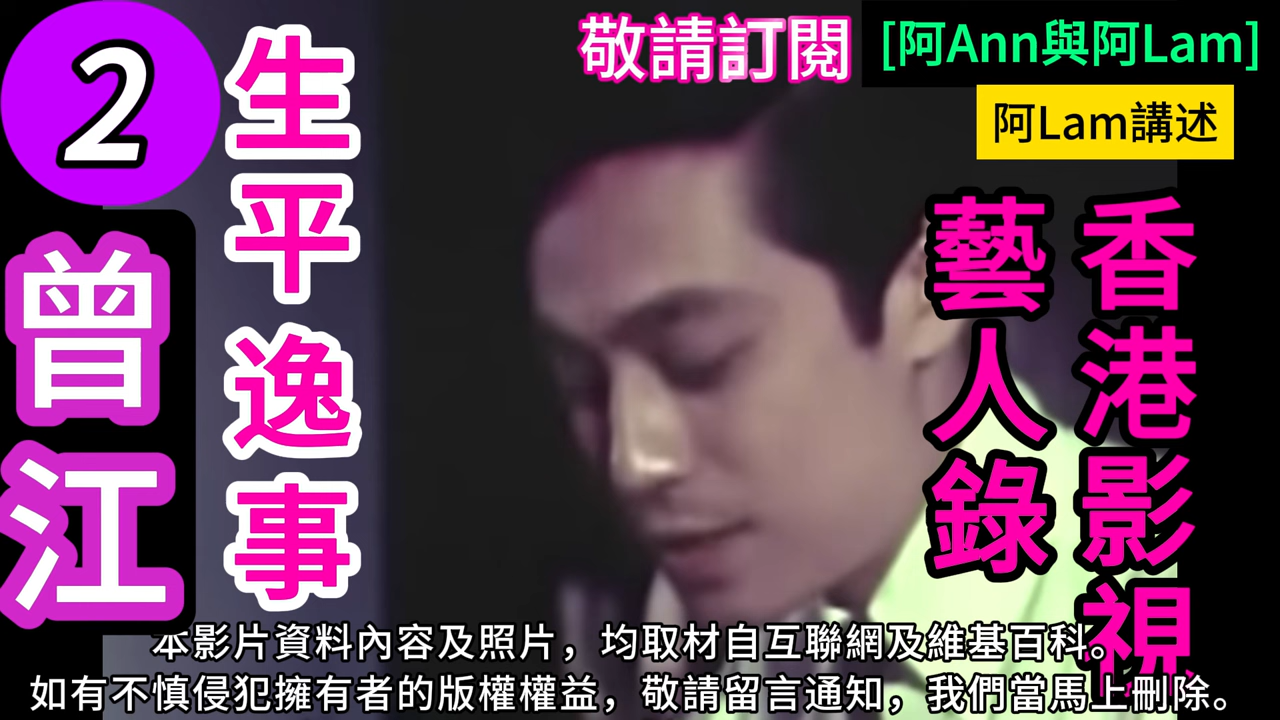 敬請訂閱
[阿Ann與阿Lam]
阿Lam講述
香港影視
藝人錄
2
生平逸事
曾江
本影片資料內容及照片，均取材自互聯網及維基百科。
如有不慎侵犯擁有者的版權權益，敬請留言通知，我們當馬上刪除。